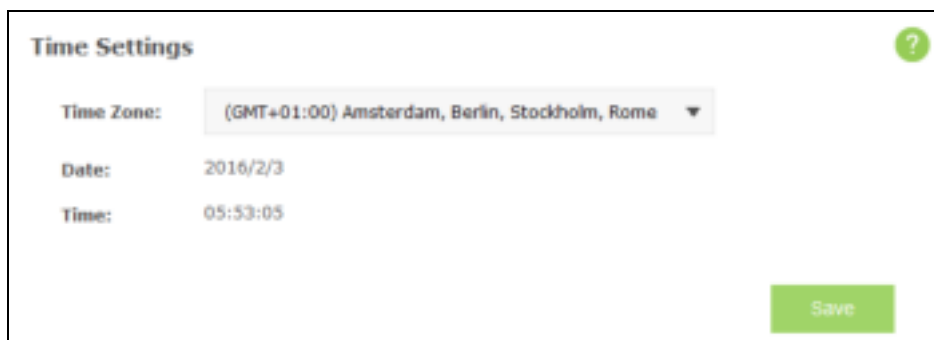 Time Settings
?
Time Zone: (GMT+01:00) Amsterdam, Berlin, Stockholm, Rome
Date: 2016/2/3
Time: 05:53:05
Save